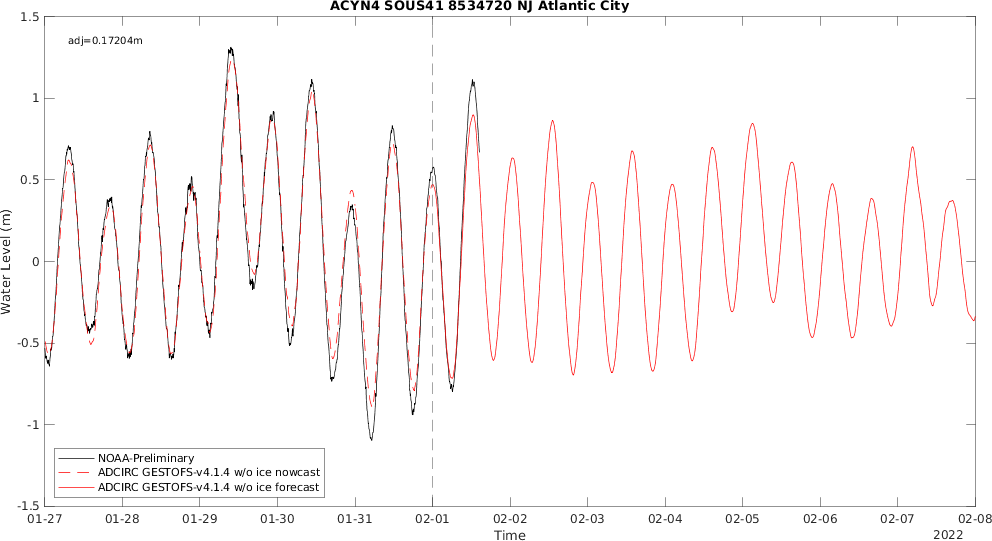 ACYN4 SOUS41 8534720 NJ Atlantic City
1.5
adj=0.17204m
1
0.5
0
-0.5
-1
-1.5
Water Level (m)
NOAA-Preliminary
ADCIRC GESTOFS-v4.1.4 w/o ice nowcast
ADCIRC GESTOFS-v4.1.4 w/o ice forecast
01-27 01-28 01-29 01-30 01-31 02-01 02-02 02-03 02-04 02-05 02-06 02-07 02-08
Time
2022